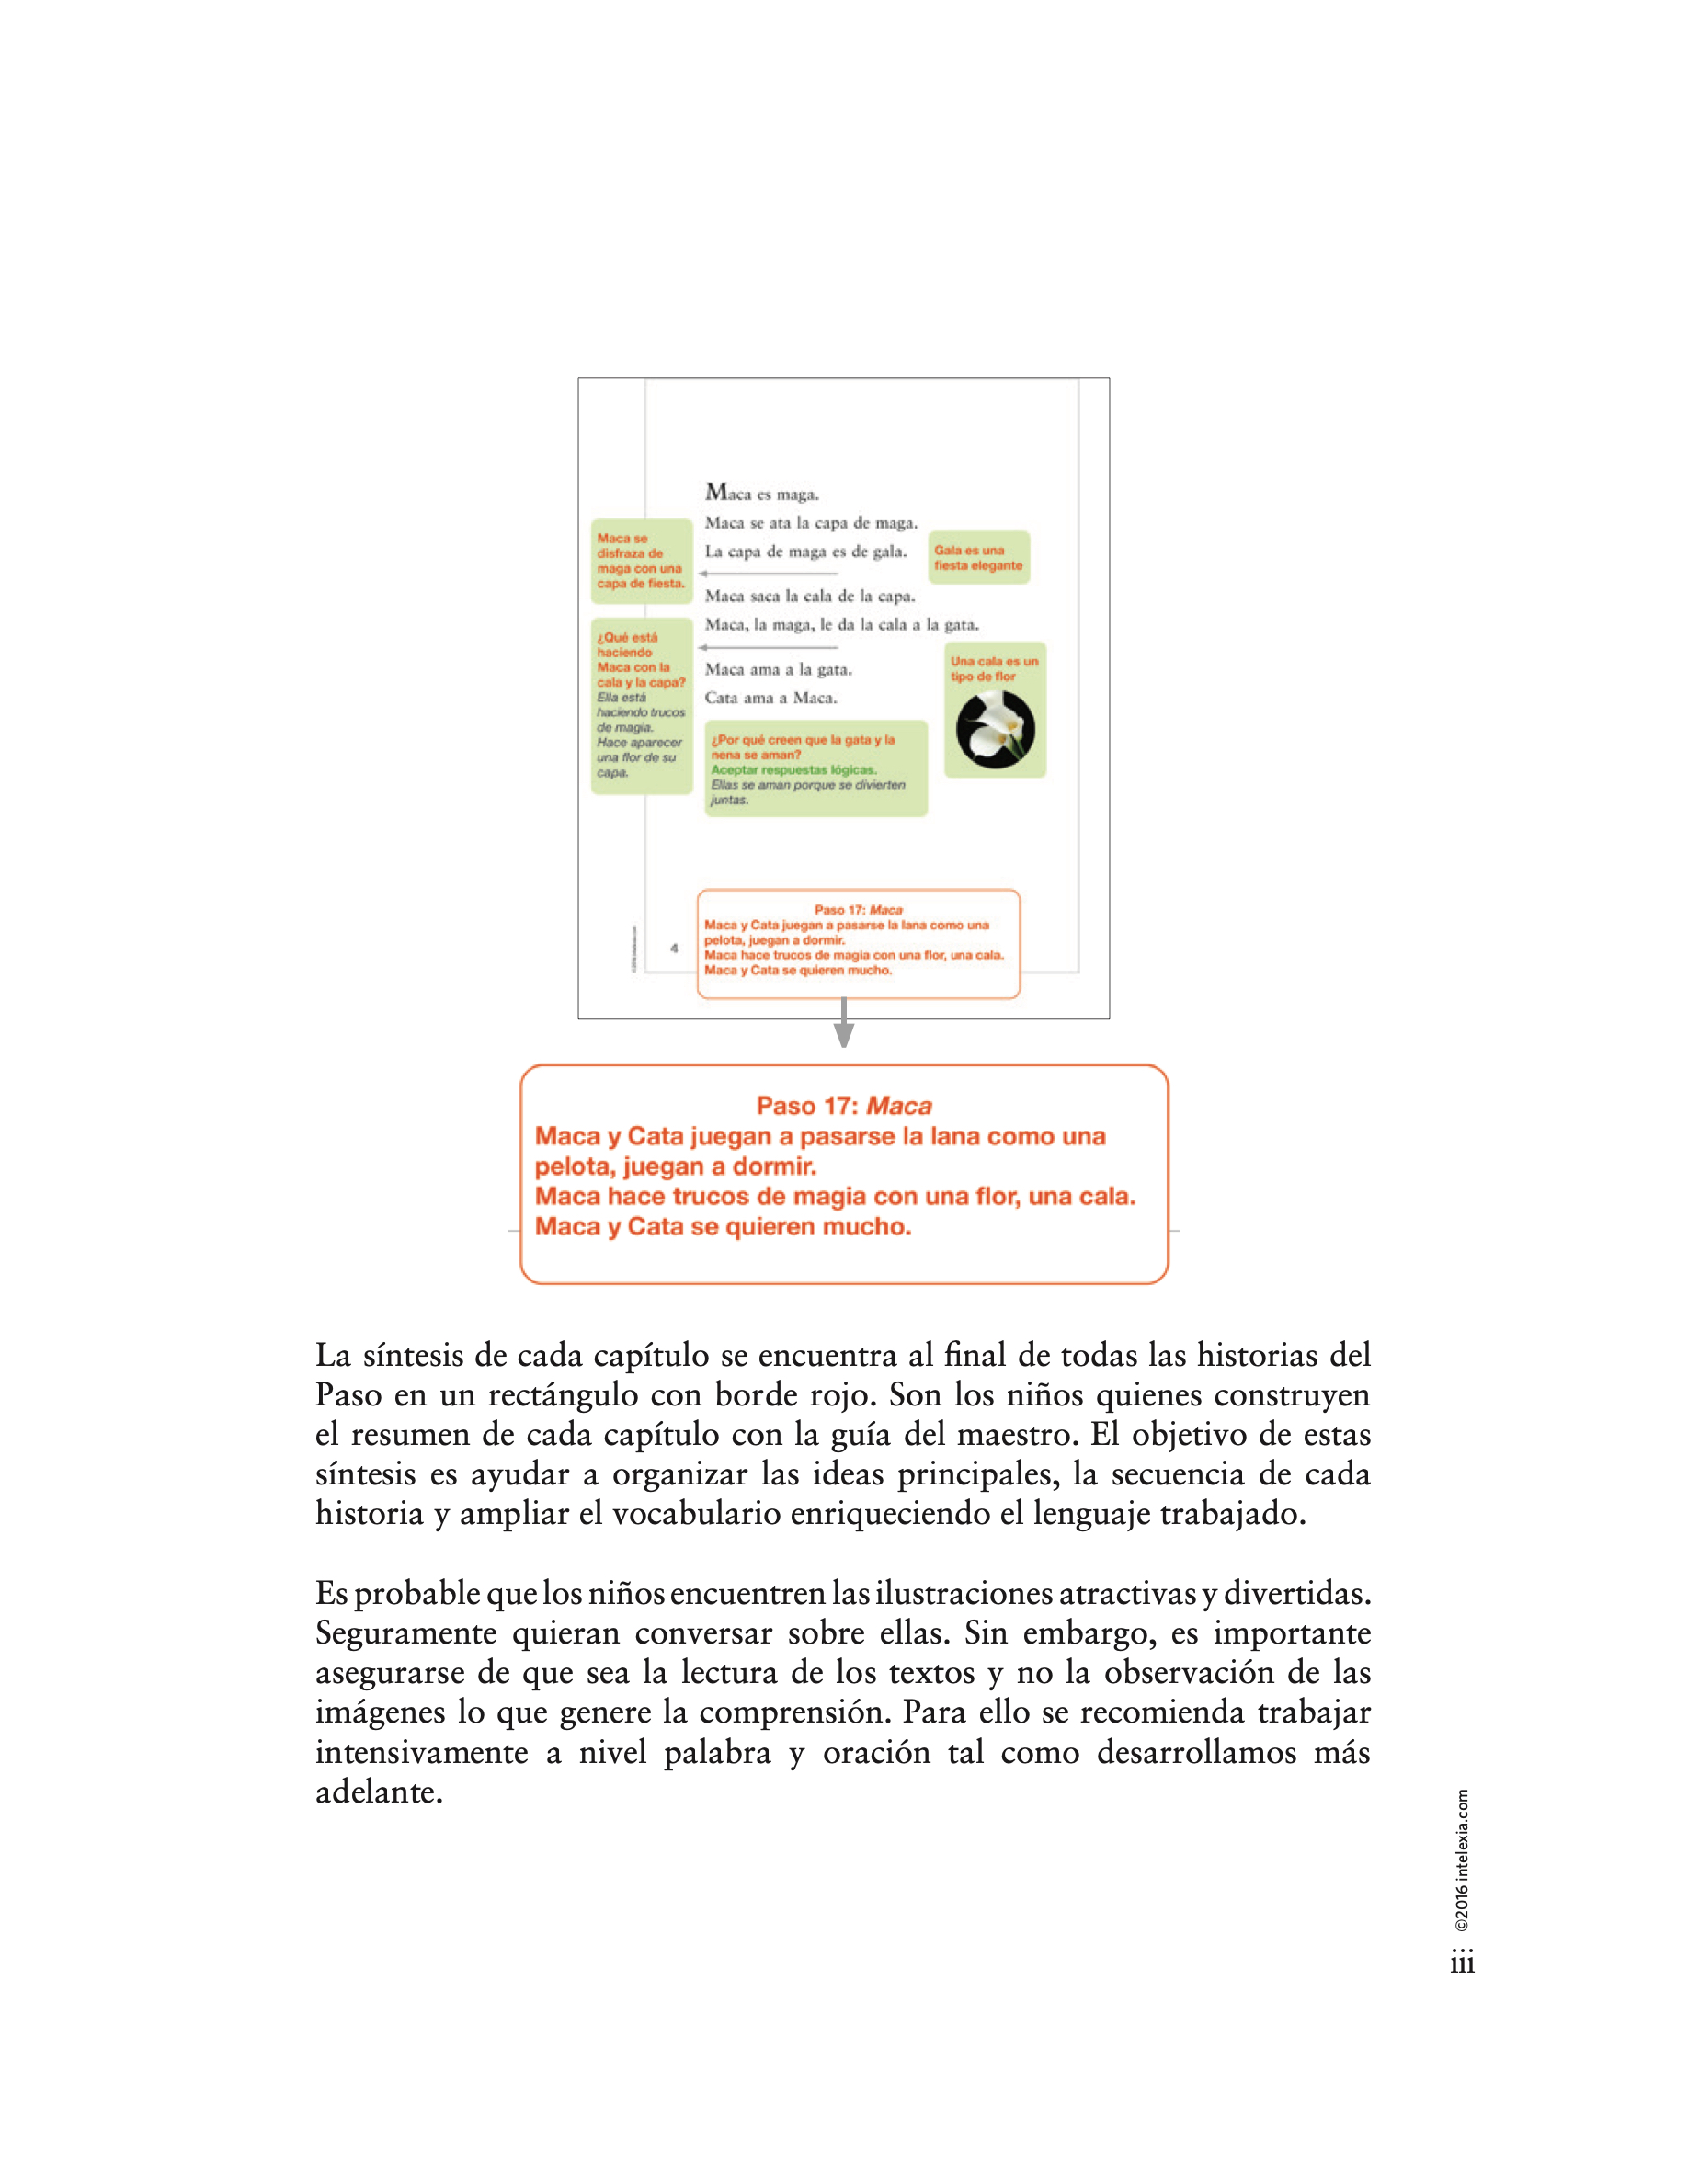 Maca es maga.
Maca se ata la capa de maga.
La capa de maga es de gala.
Maca se
disfraza de
maga con una
capa de fiesta.
Gala es una
fiesta elegante
Maca saca la cala de la capa.
Maca, la maga, le da la cala a la gata.
¿Qué está
haciendo
Maca con la
cala y la capa?
Ella está
haciendo trucos
de magia.
Hace aparecer
una flor de su
capa.
Una cala es un
tipo de flor
Maca ama a la gata.
Cata ama a Maca.
¿Por qué creen que la gata y la
nena se aman?
Aceptar respuestas lógicas.
Ellas se aman porque se divierten
juntas.
Paso 17: Maca
Maca y Cata juegan a pasarse la lana como una
pelota, juegan a dormir.
Maca hace trucos de magia con una flor, una cala.
Maca y Cata se quieren mucho.
4
Paso 17: Maca
Maca y Cata juegan a pasarse la lana como una
pelota, juegan a dormir.
Maca hace trucos de magia con una flor, una cala.
Maca y Cata se quieren mucho.
La síntesis de cada capítulo se encuentra al final de todas las historias del
Paso en un rectángulo con borde rojo. Son los niños quienes construyen
el resumen de cada capítulo con la guía del maestro. El objetivo de estas
síntesis es ayudar a organizar las ideas principales, la secuencia de cada
historia y ampliar el vocabulario enriqueciendo el lenguaje trabajado.
Es probable que los niños encuentren las ilustraciones atractivas y divertidas.
Seguramente quieran conversar sobre ellas. Sin embargo, es importante
asegurarse de que sea la lectura de los textos y no la observación de las
imágenes lo que genere la comprensión. Para ello se recomienda trabajar
intensivamente a nivel palabra y oración tal como desarrollamos más
adelante.
©2016 intelexia.com
iii